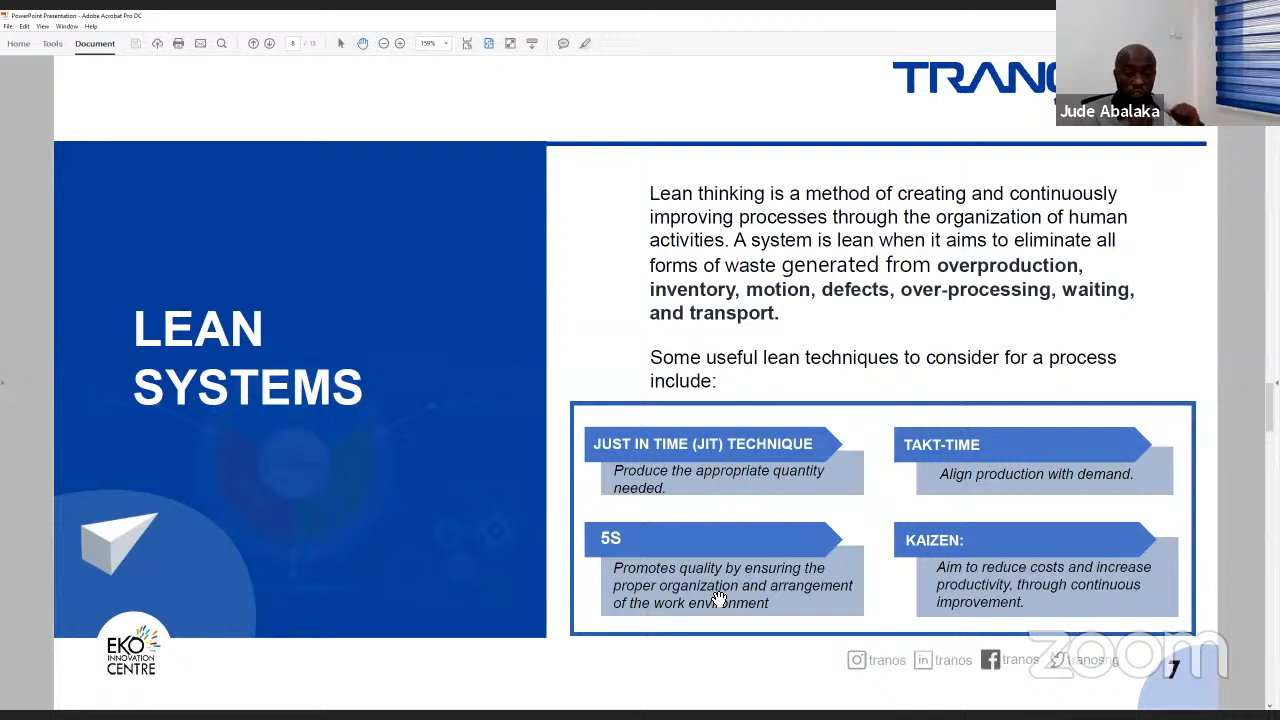 PowerPoint Presentation - Adobe Acrobat Pro DC
File Edit View Window Help
Home Tools Document
8 / 13
159%
TRANO
Jude Abalaka
LEAN
SYSTEMS
Lean thinking is a method of creating and continuously
improving processes through the organization of human
activities. A system is lean when it aims to eliminate all
forms of waste generated from overproduction,
inventory, motion, defects, over-processing, waiting,
and transport.
Some useful lean techniques to consider for a process
include:
JUST IN TIME (JIT) TECHNIQUE
Produce the appropriate quantity
needed.
TAKT-TIME
Align production with demand.
5S
Promotes quality by ensuring the
proper organization and arrangement
of the work environment
KAIZEN:
Aim to reduce costs and increase
productivity, through continuous
improvement.
EKO
INNOVATION
CENTRE
tranos in tranos tranos tranosng
zoom
7